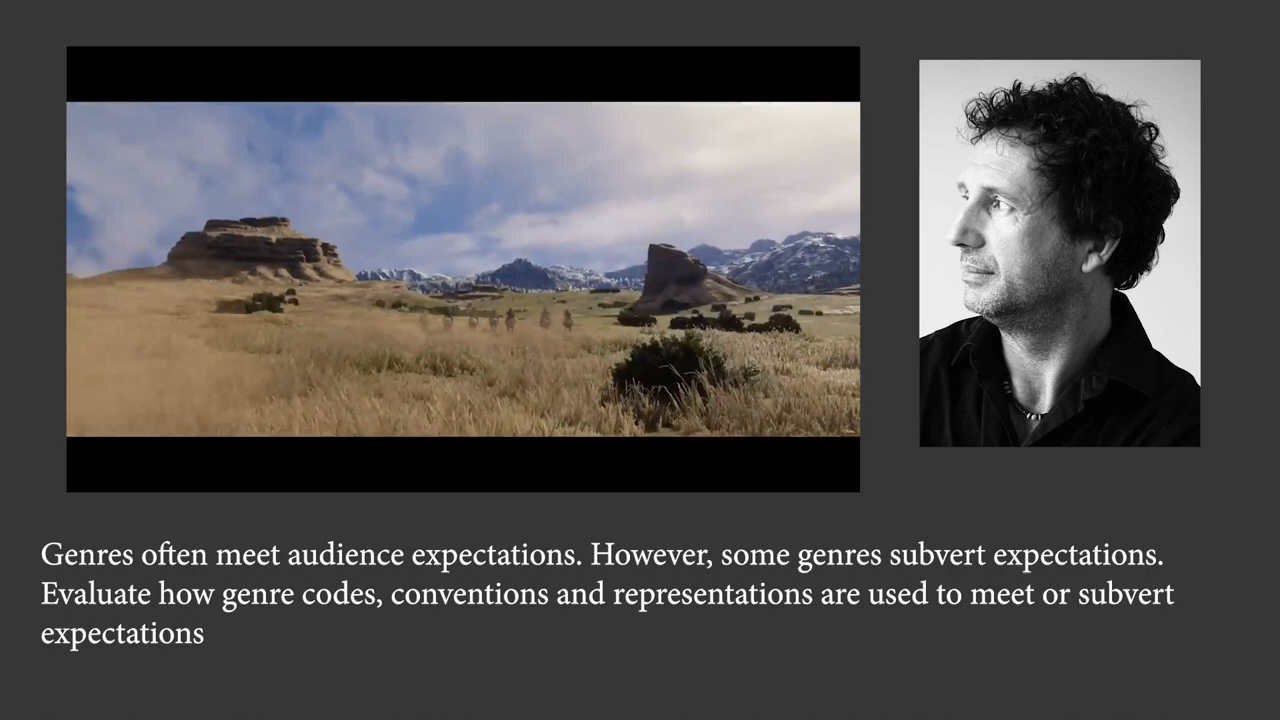 Genres often meet audience expectations. However, some genres subvert expectations.
Evaluate how genre codes, conventions and representations are used to meet or subvert
expectations